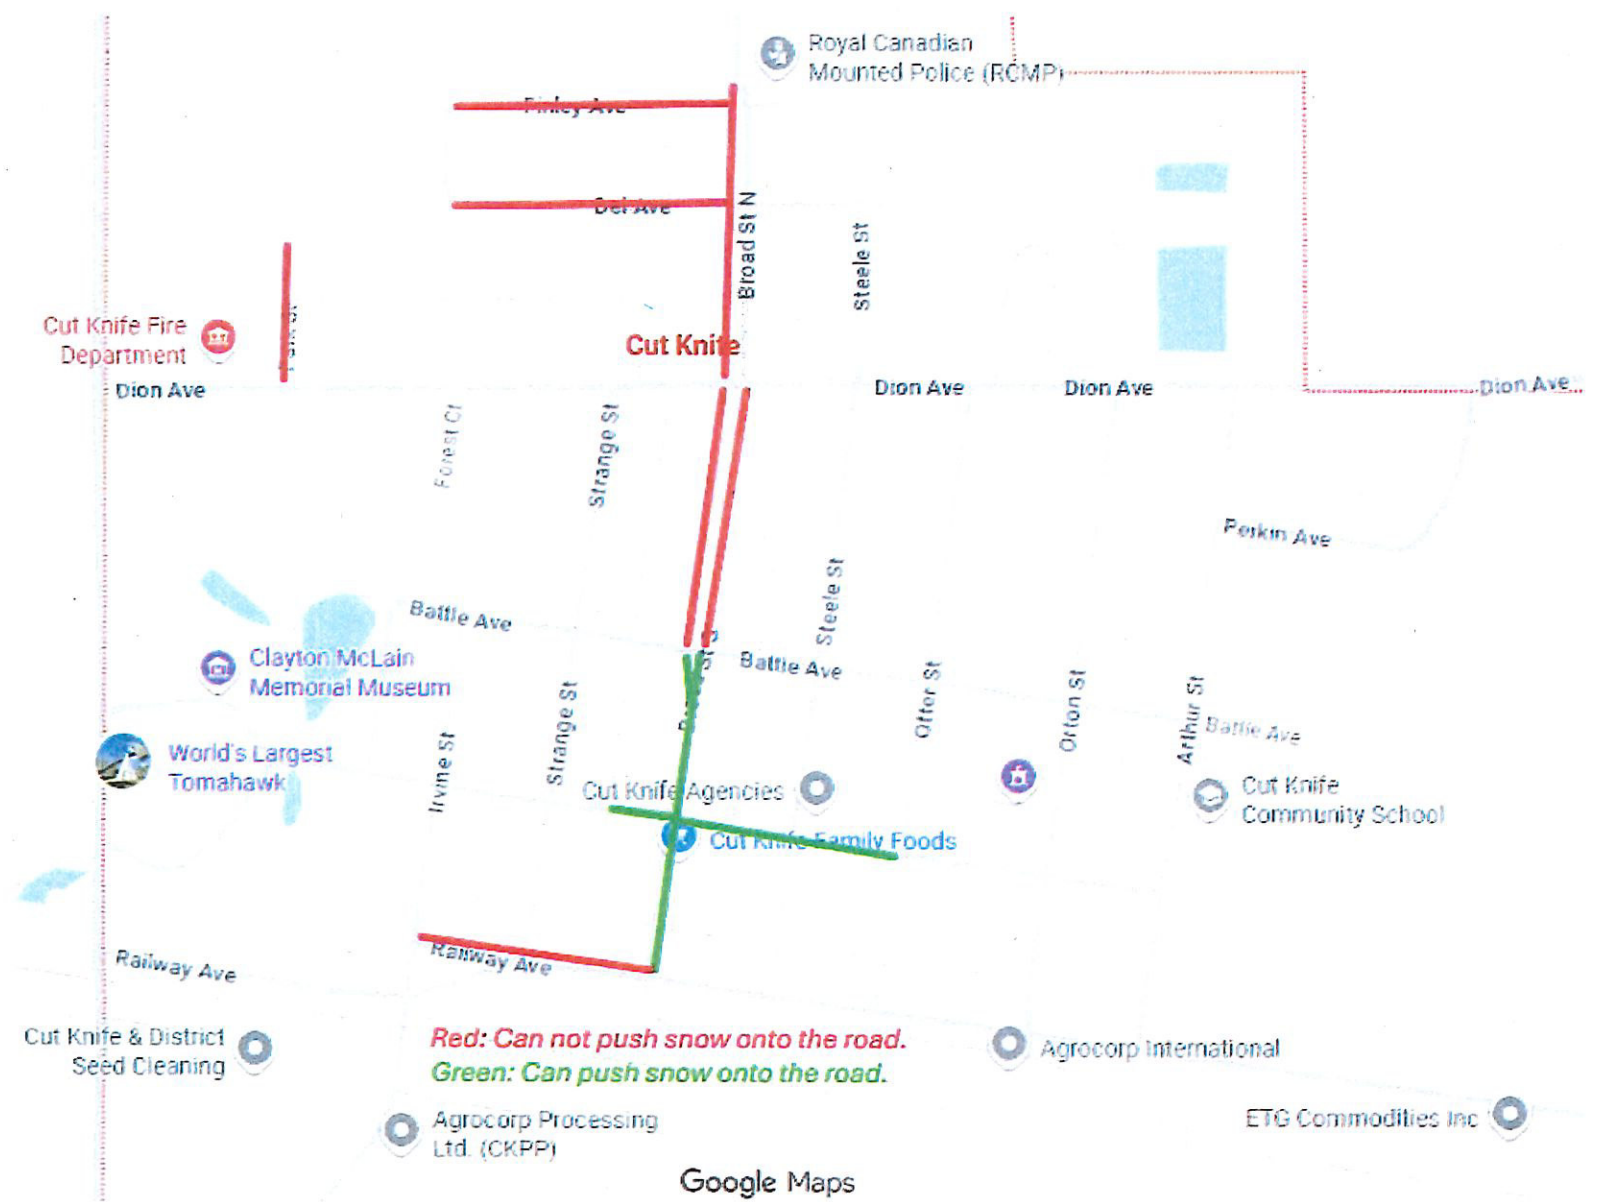 Royal Canadian
Mounted Police (RCMP)
Finley Ave
Del Ave
Broad St N
Steele St
Cut Knife Fire
Department
Cut Knife
Dion Ave
Dion Ave
Dion Ave
Dion Ave
Forest Ct
Strange St
Perkin Ave
Battle Ave
Steele St
Clayton McLain
Memorial Museum
Battle Ave
Otter St
Orton St
Arthur St
Battle Ave
World's Largest
Tomahawk
Irvine St
Strange St
Cut Knife Agencies
Cut Knife
Community School
Cut Knife Family Foods
Railway Ave
Railway Ave
Cut Knife & District
Seed Cleaning
Red: Can not push snow onto the road.
Green: Can push snow onto the road.
Agrocorp International
Agrocorp Processing
Ltd. (CKPP)
ETG Commodities Inc
Google Maps